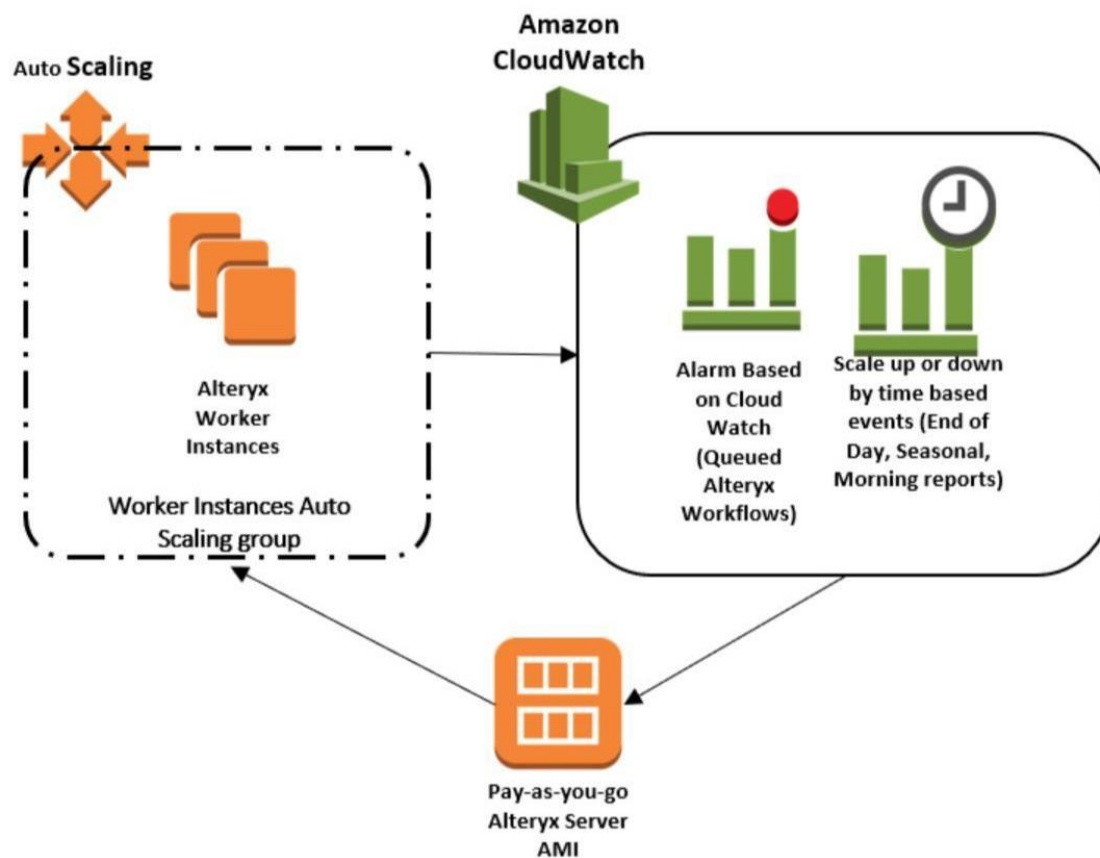 Auto Scaling
Amazon
CloudWatch
Alteryx
Worker
Instances
Worker Instances Auto
Scaling group
Alarm Based
on Cloud
Watch
(Queued
Alteryx
Workflows)
Scale up or down
by time based
events (End of
Day, Seasonal,
Morning reports)
Pay-as-you-go
Alteryx Server
AMI